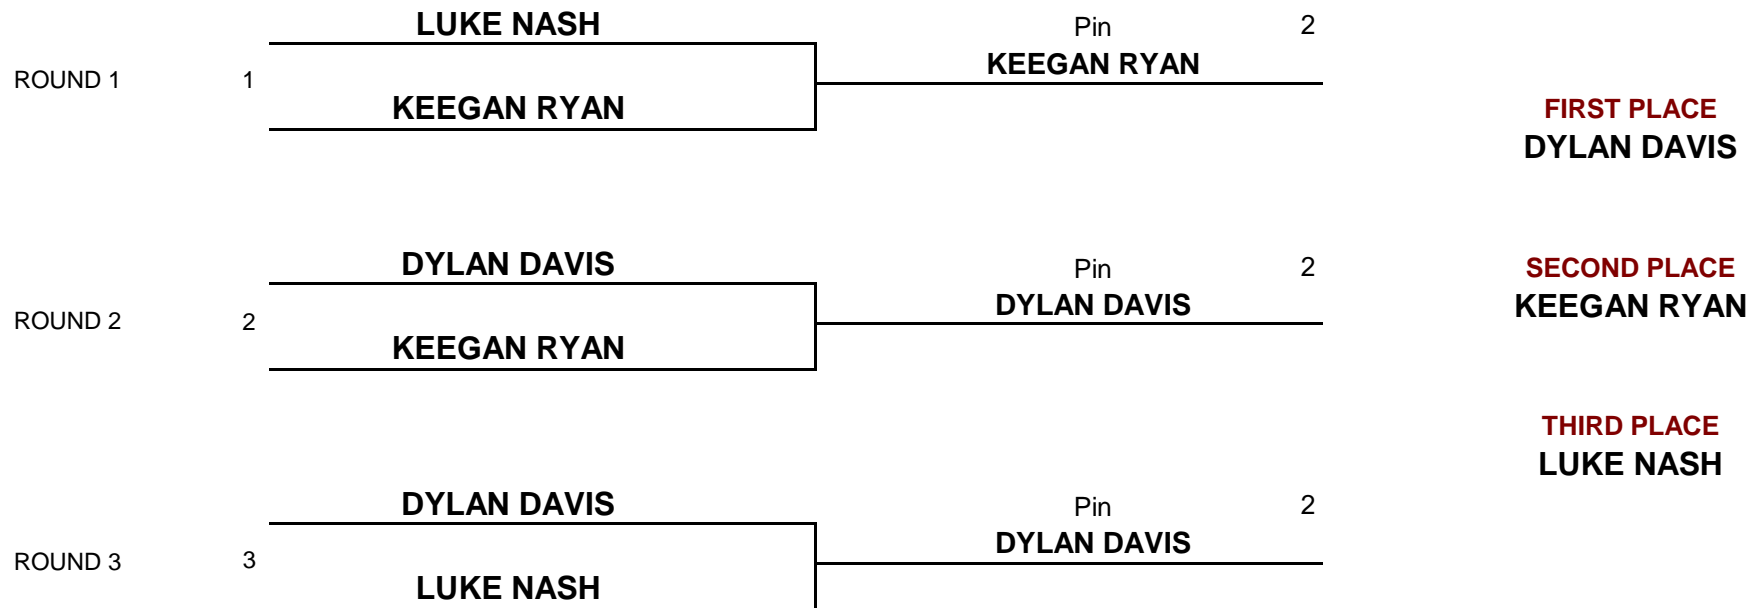 LUKE NASH
Pin 2
KEEGAN RYAN
ROUND 1 1
KEEGAN RYAN
FIRST PLACE
DYLAN DAVIS
DYLAN DAVIS
Pin 2
DYLAN DAVIS
ROUND 2 2
KEEGAN RYAN
SECOND PLACE
KEEGAN RYAN
THIRD PLACE
LUKE NASH
DYLAN DAVIS
Pin 2
DYLAN DAVIS
ROUND 3 3
LUKE NASH